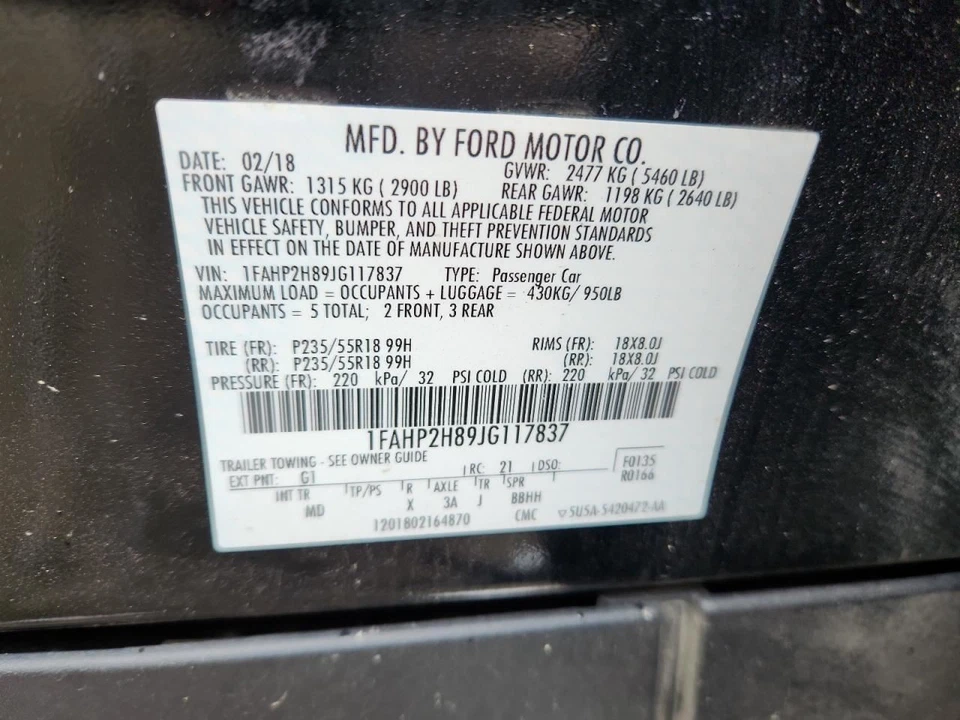 MFD. BY FORD MOTOR CO.
DATE: 02/18 GVWR: 2477 KG ( 5460 LB)
FRONT GAWR: 1315 KG ( 2900 LB) REAR GAWR: 1198 KG ( 2640 LB)
THIS VEHICLE CONFORMS TO ALL APPLICABLE FEDERAL MOTOR
VEHICLE SAFETY, BUMPER, AND THEFT PREVENTION STANDARDS
IN EFFECT ON THE DATE OF MANUFACTURE SHOWN ABOVE.
VIN: 1FAHP2H89JG117837 TYPE: Passenger Car
MAXIMUM LOAD = OCCUPANTS + LUGGAGE = 430KG/ 950LB
OCCUPANTS = 5 TOTAL; 2 FRONT, 3 REAR
TIRE (FR): P235/55R18 99H RIMS (FR): 18X8.0J
(RR): P235/55R18 99H (RR): 18X8.0J
PRESSURE (FR): 220 kPa/ 32 PSI COLD (RR): 220 kPa/ 32 PSI COLD
1FAHP2H89JG117837
TRAILER TOWING - SEE OWNER GUIDE
EXT PNT: G1 RC: 21 DSO: F0135
R0166
INT TR TP/PS R AXLE TR SPR
MD X 3A J BBHH
1201802164870 CMC ▽5U5A-5420472-AA